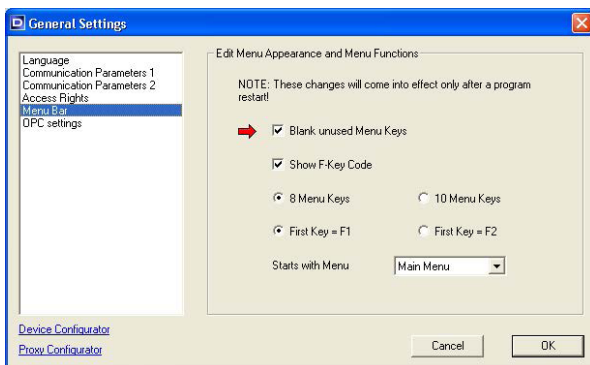 General Settings
Language
Communication Parameters 1
Communication Parameters 2
Access Rights
Menu Bar
OPC settings
Device Configurator
Proxy Configurator
Edit Menu Appearance and Menu Functions
NOTE: These changes will come into effect only after a program
restart!
Blank unused Menu Keys
Show F-Key Code
8 Menu Keys 10 Menu Keys
First Key = F1 First Key = F2
Starts with Menu Main Menu
Cancel OK